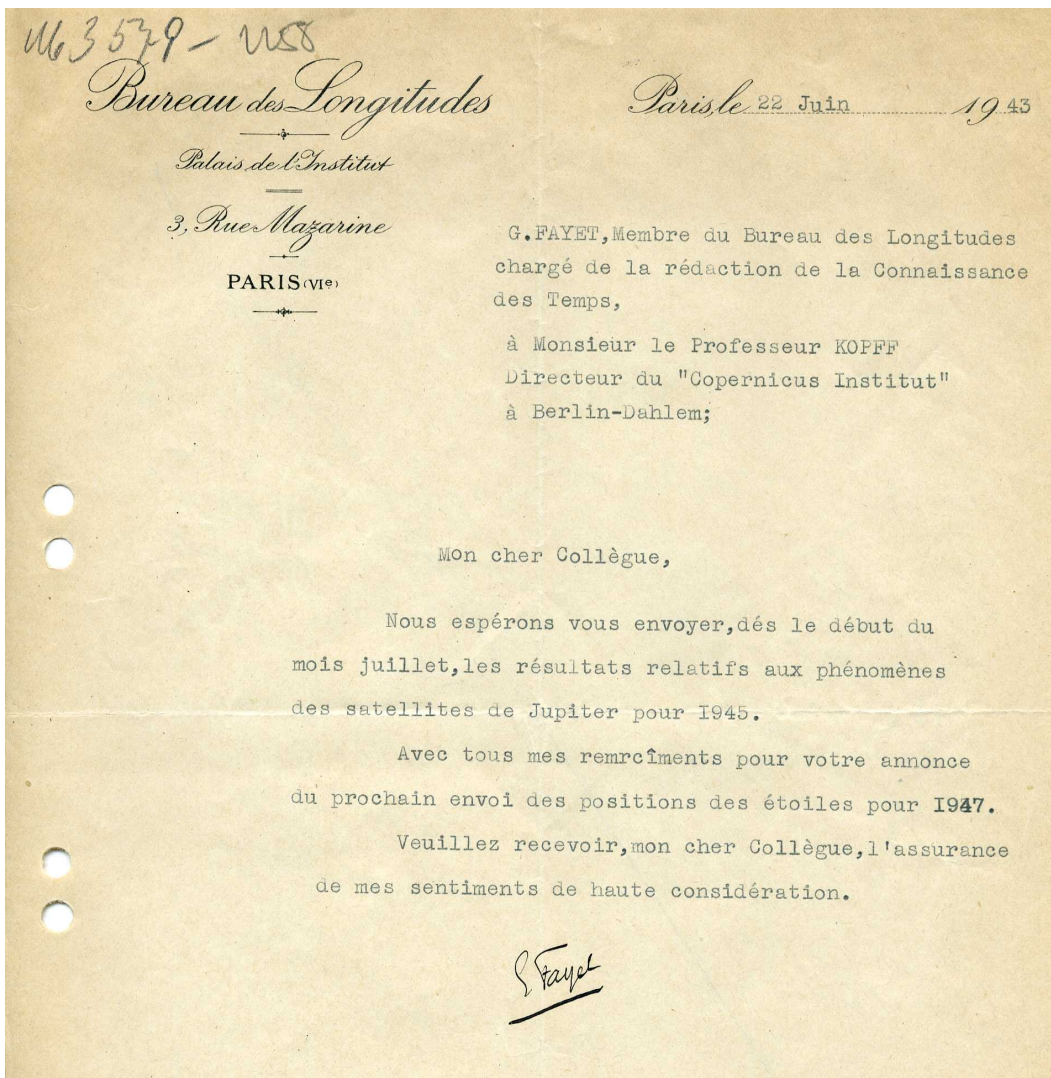 Bureau des Longitudes
Palais de l'Institut
3, Rue Mazarine
PARIS (VIe)
Paris, le 22 Juin 1943
G.FAYET,Membre du Bureau des Longitudes
chargé de la rédaction de la Connaissance
des Temps,
à Monsieur le Professeur KOPFF
Directeur du "Copernicus Institut"
à Berlin-Dahlem;
Mon cher Collègue,
Nous espérons vous envoyer,dés le début du
mois juillet,les résultats relatifs aux phénomènes
des satellites de Jupiter pour I945.
Avec tous mes remrcîments pour votre annonce
du prochain envoi des positions des étoiles pour I947.
Veuillez recevoir,mon cher Collègue,l'assurance
de mes sentiments de haute considération.
G Fayet